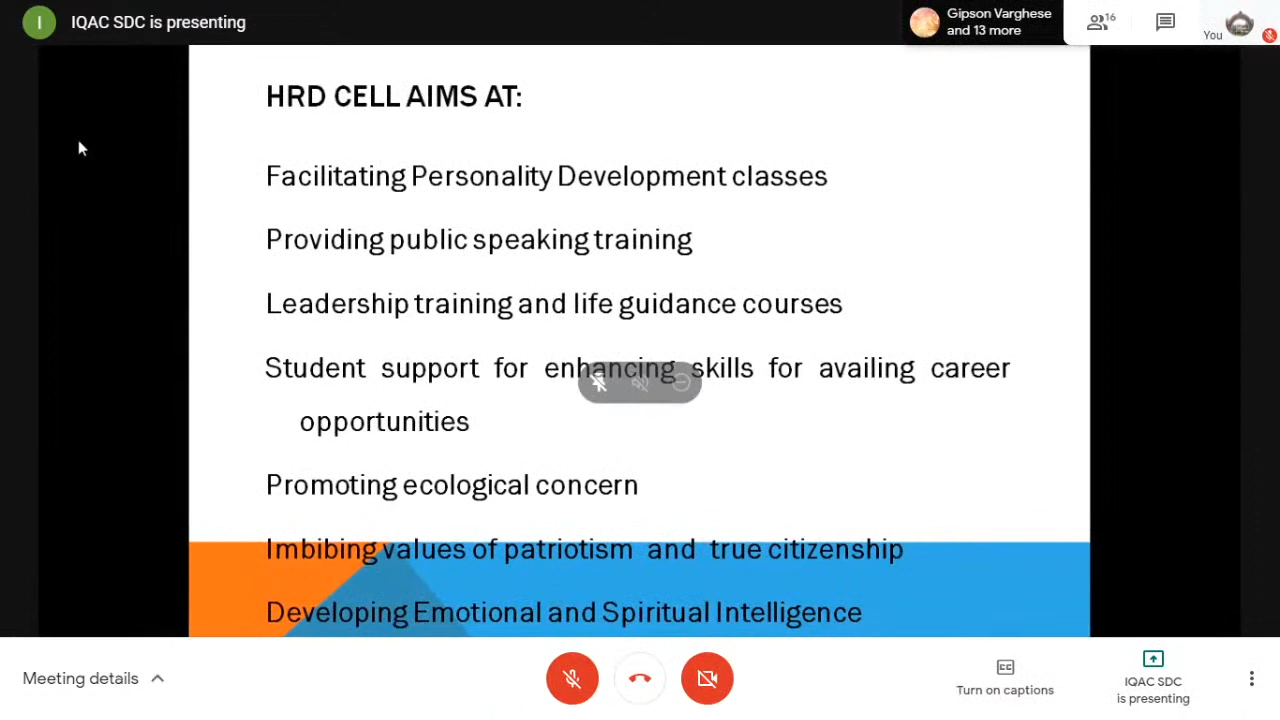 I IQAC SDC is presenting
Gipson Varghese
and 13 more
16
You
HRD CELL AIMS AT:
Facilitating Personality Development classes
Providing public speaking training
Leadership training and life guidance courses
Student support for enhancing skills for availing career
opportunities
Promoting ecological concern
Imbibing values of patriotism and true citizenship
Developing Emotional and Spiritual Intelligence
Meeting details
CC
Turn on captions
IQAC SDC
is presenting